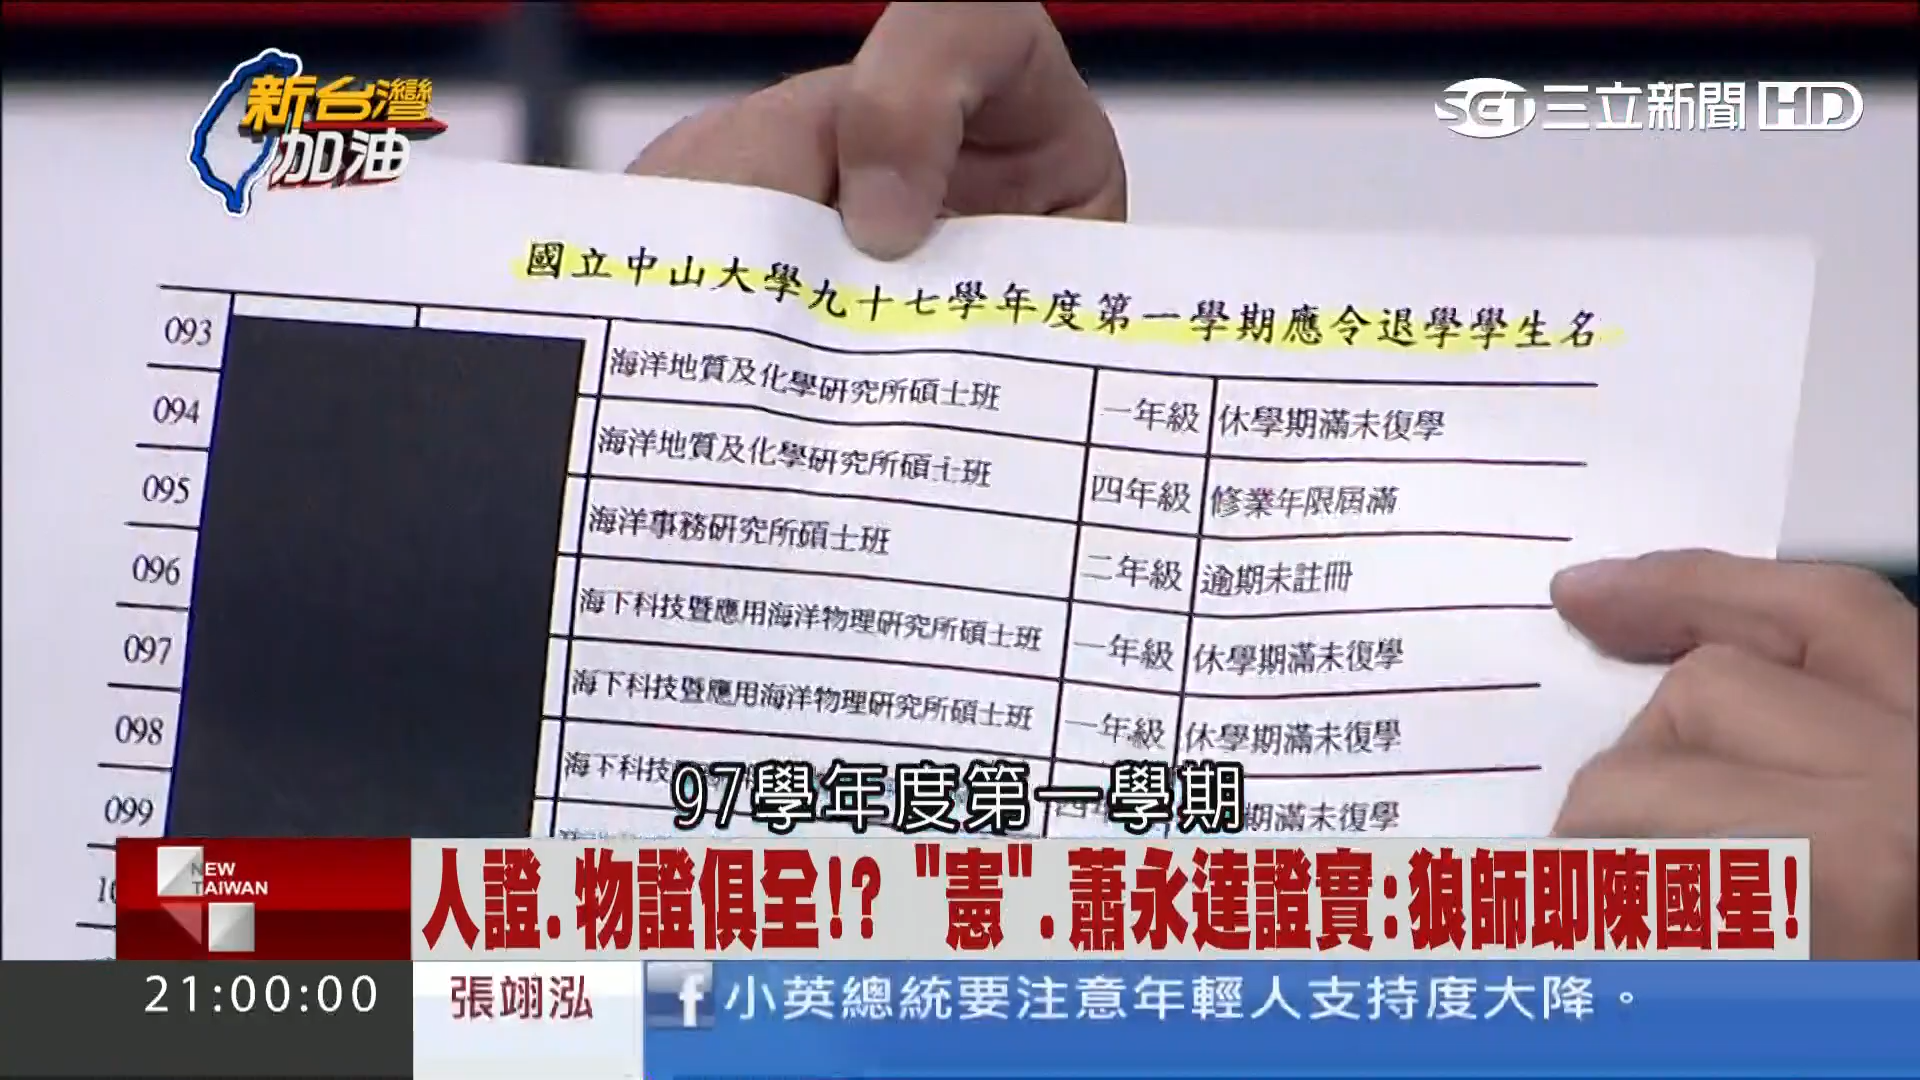 新台灣
加油
SET三立新聞HD
國立中山大學九十七學年度第一學期應令退學學生名
093 海洋地質及化學研究所碩士班 一年級 休學期滿未復學
094 海洋地質及化學研究所碩士班 四年級 修業年限屆滿
095 海洋事務研究所碩士班 二年級 逾期未註冊
096 海下科技暨應用海洋物理研究所碩士班 一年級 休學期滿未復學
097 海下科技暨應用海洋物理研究所碩士班 一年級 休學期滿未復學
098 海下科技 期滿未復學
099
97學年度第一學期
NEW
TAIWAN
人證.物證俱全!? "憲".蕭永達證實:狼師即陳國星!
21:00:00 張翊泓 f 小英總統要注意年輕人支持度大降。